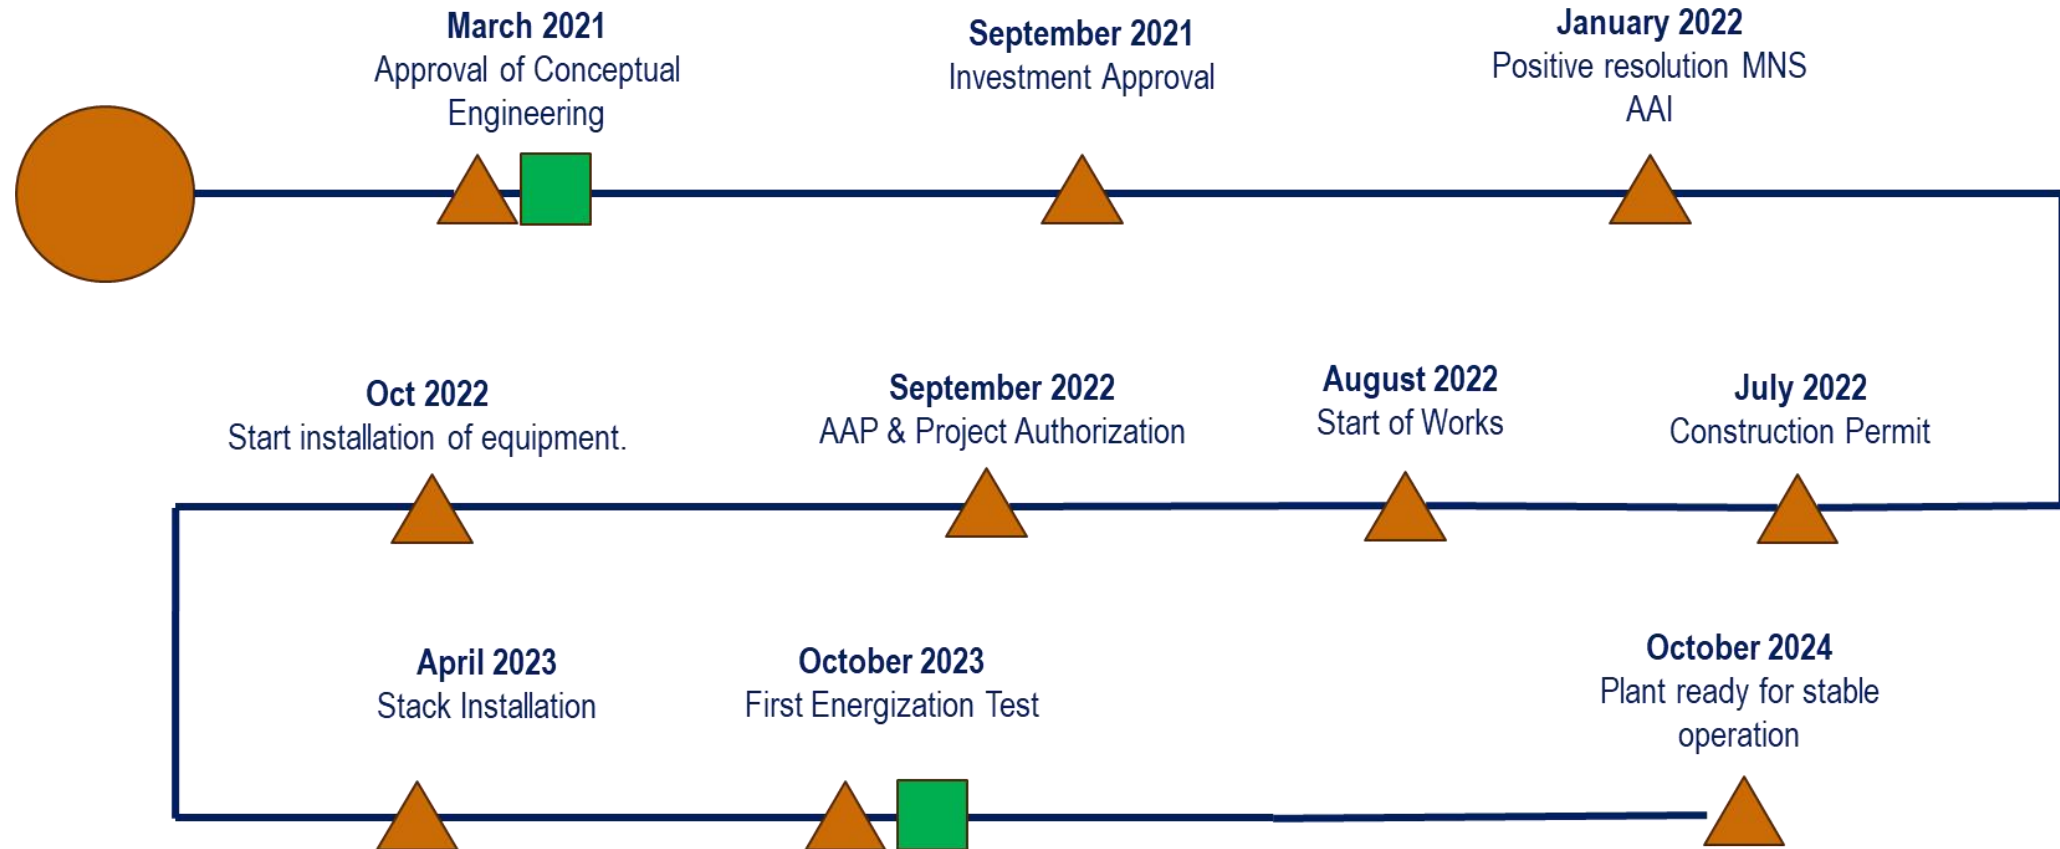 March 2021
Approval of Conceptual
Engineering
September 2021
Investment Approval
January 2022
Positive resolution MNS
AAI
Oct 2022
Start installation of equipment.
September 2022
AAP & Project Authorization
August 2022
Start of Works
July 2022
Construction Permit
April 2023
Stack Installation
October 2023
First Energization Test
October 2024
Plant ready for stable
operation